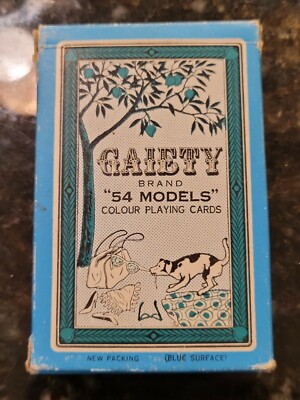 GAIETY
BRAND
"54 MODELS"
COLOUR PLAYING CARDS
NEW PACKING (BLUE SURFACE)